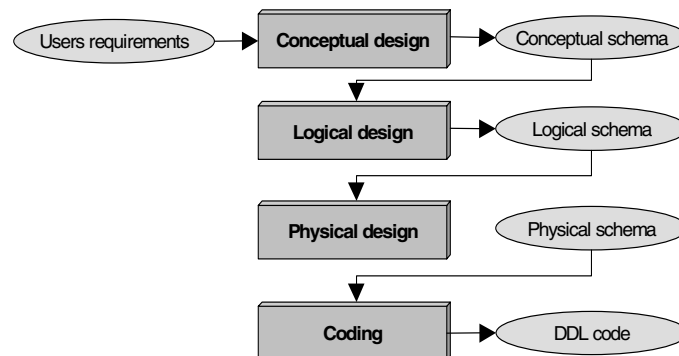 Users requirements
Conceptual design
Conceptual schema
Logical design
Logical schema
Physical design
Physical schema
Coding
DDL code